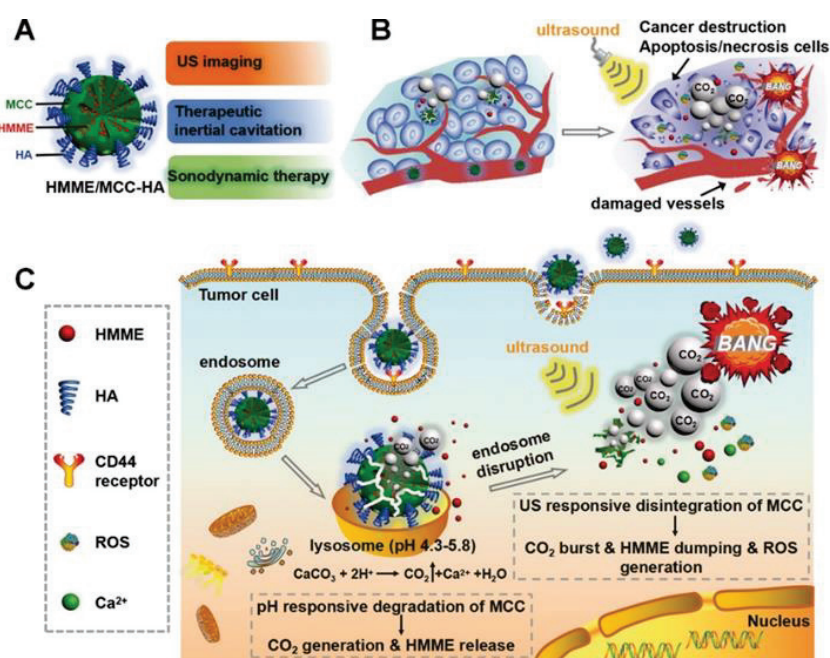 A
MCC
HMME
HA
HMME/MCC-HA
US imaging
Therapeutic
inertial cavitation
Sonodynamic therapy
B
ultrasound
Cancer destruction
Apoptosis/necrosis cells
CO₂
CO₂
BANG
BANG
damaged vessels
C
HMME
HA
CD44
receptor
ROS
Ca²⁺
Tumor cell
endosome
CO₂
CO₂
lysosome (pH 4.3-5.8)
CaCO₃ + 2H⁺ → CO₂↑+Ca²⁺ +H₂O
pH responsive degradation of MCC
CO₂ generation & HMME release
endosome
disruption
ultrasound
BANG
CO₂
CO₂
CO₂
CO₂
CO₂
CO₂
US responsive disintegration of MCC
CO₂ burst & HMME dumping & ROS
generation
Nucleus